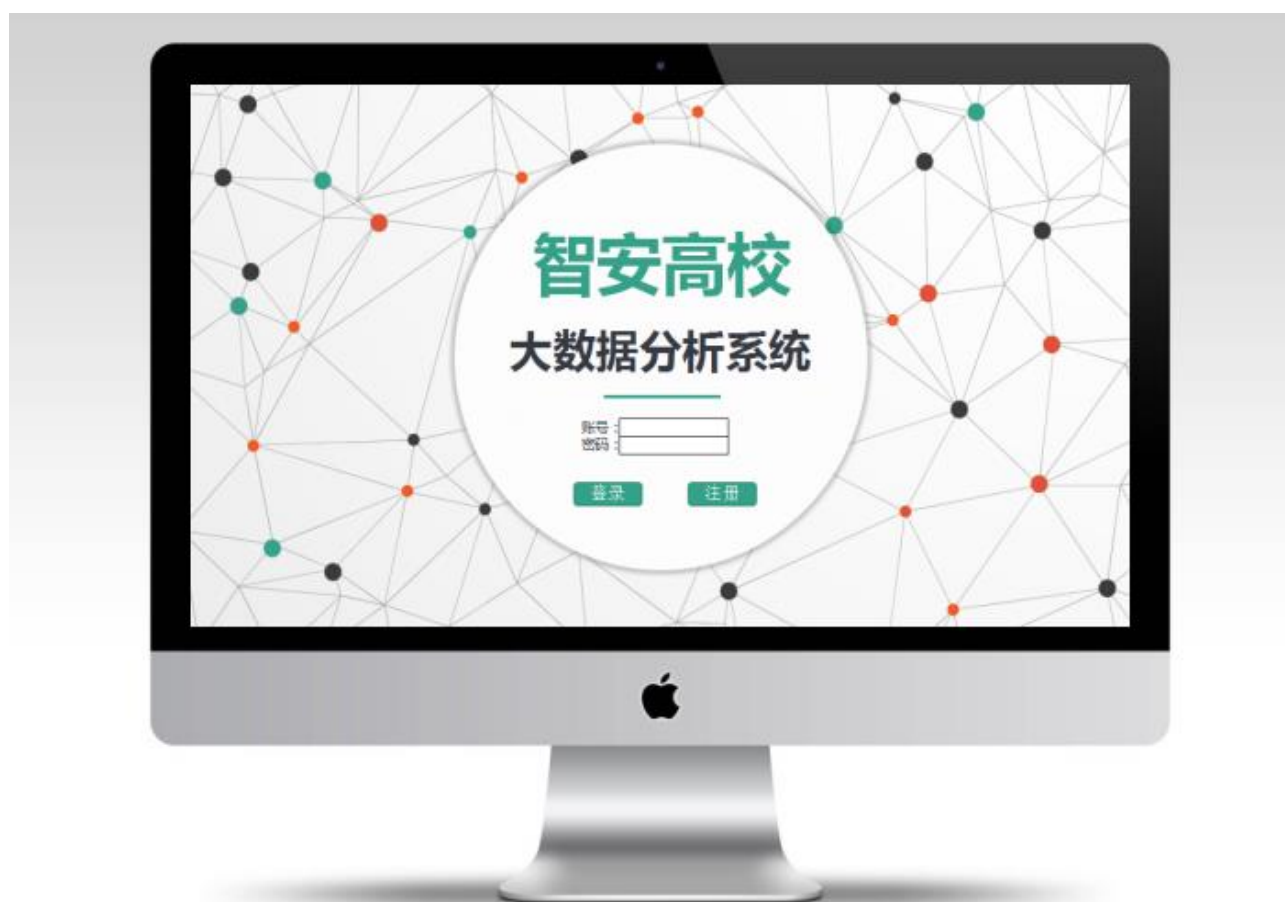 智安高校
大数据分析系统
账号：
密码：
登录 注册